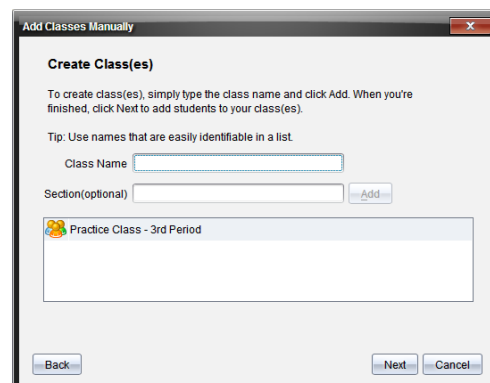 Add Classes Manually
x
Create Class(es)
To create class(es), simply type the class name and click Add. When you're
finished, click Next to add students to your class(es).
Tip: Use names that are easily identifiable in a list.
Class Name
Section(optional)
Add
Practice Class - 3rd Period
Back
Next
Cancel